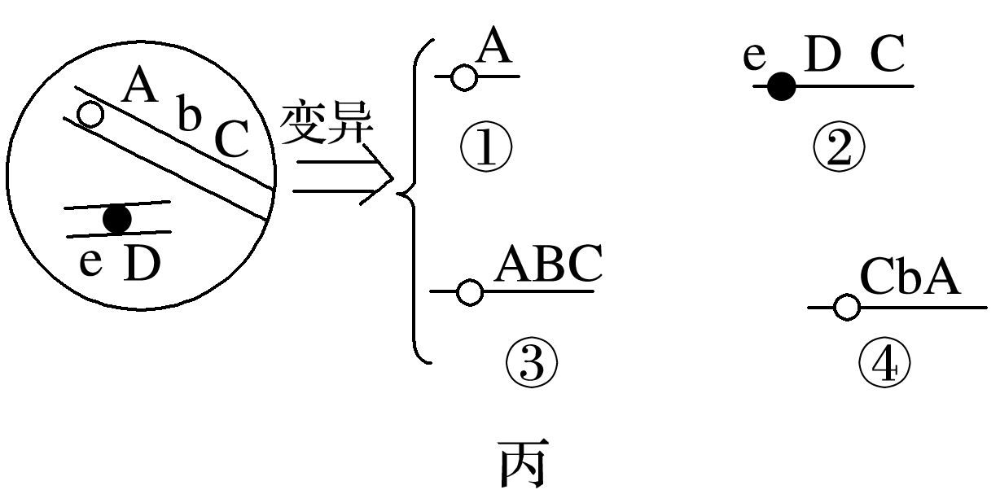 A
b
C
e D
变异
A
①
e D C
②
ABC
③
CbA
④
丙